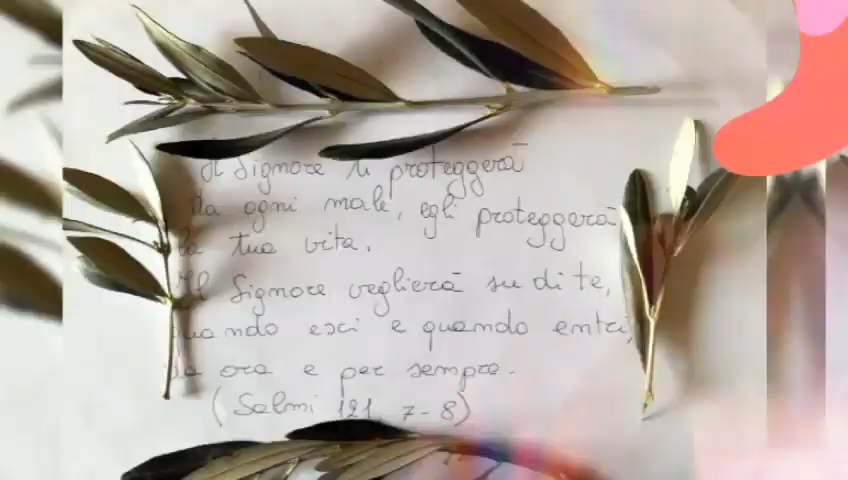 Il Signore ti proteggerà
da ogni male, egli proteggerà
la tua vita.
Il Signore veglierà su di te,
quando esci e quando entri,
da ora e per sempre.
(Salmi 121, 7-8)